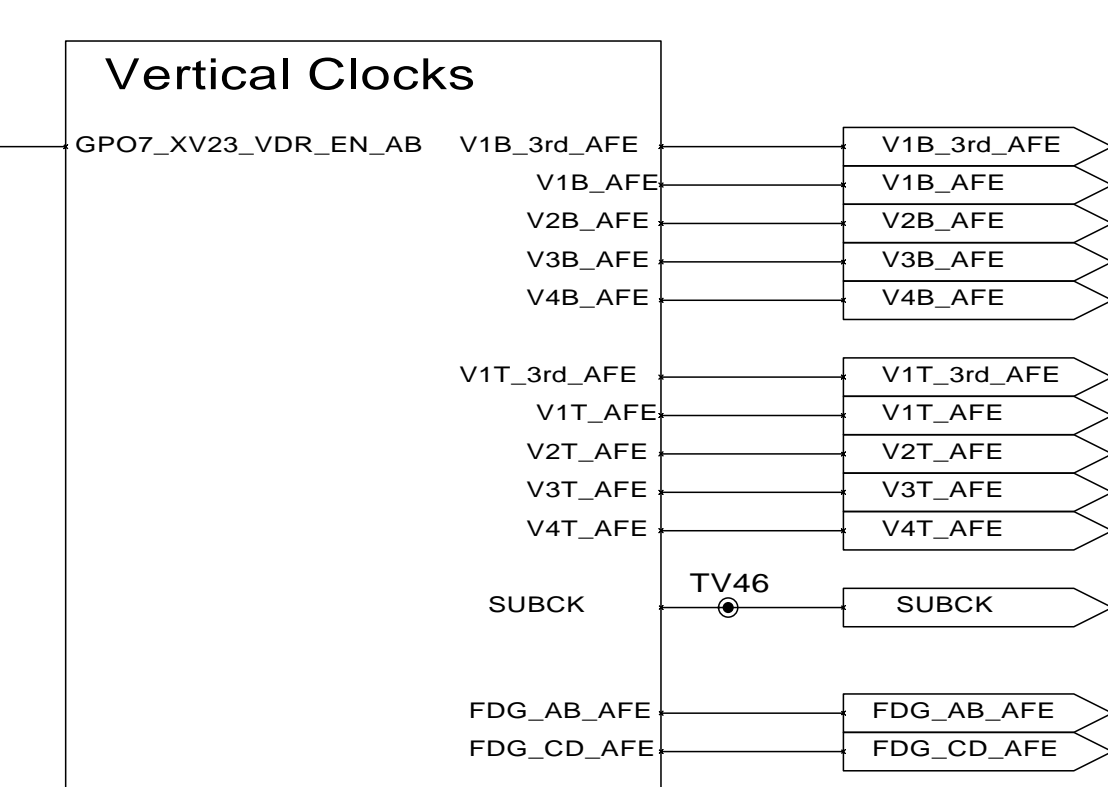 Vertical Clocks
GPO7_XV23_VDR_EN_AB V1B_3rd_AFE V1B_3rd_AFE
V1B_AFE V1B_AFE
V2B_AFE V2B_AFE
V3B_AFE V3B_AFE
V4B_AFE V4B_AFE
V1T_3rd_AFE V1T_3rd_AFE
V1T_AFE V1T_AFE
V2T_AFE V2T_AFE
V3T_AFE V3T_AFE
V4T_AFE V4T_AFE
TV46
SUBCK SUBCK
FDG_AB_AFE FDG_AB_AFE
FDG_CD_AFE FDG_CD_AFE